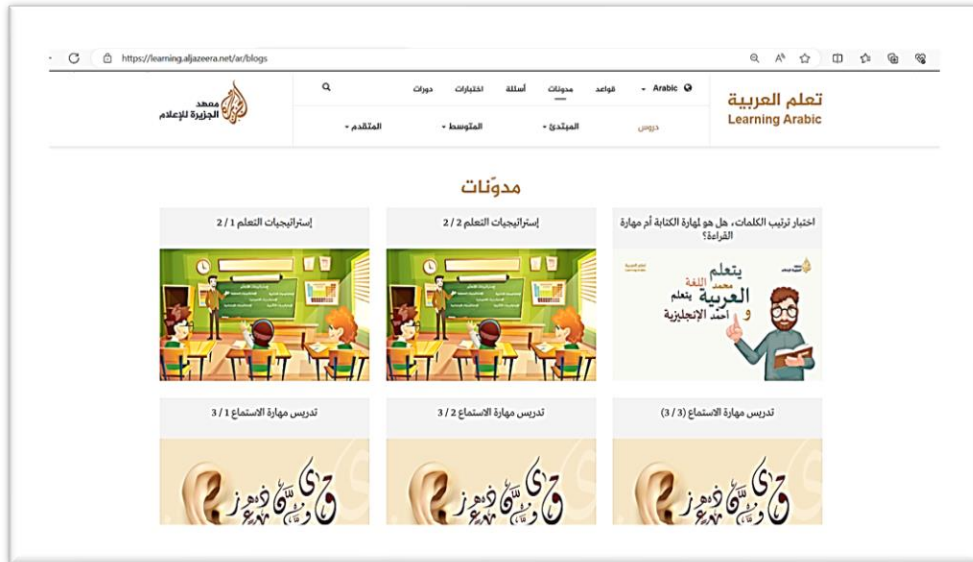 https://learning.aljazeera.net/ar/blogs
تعلم العربية
Learning Arabic
Arabic
قواعد
مدونات
أسئلة
اختبارات
دورات
معهد
الجزيرة للإعلام
دروس
المبتدئ
المتوسط
المتقدم
مدوّنات
اختبار ترتيب الكلمات، هل هو لمهارة الكتابة أم مهارة
القراءة؟
إستراتيجيات التعلم 2 / 2
إستراتيجيات التعلم 1 / 2
يتعلم
محمد اللغة
العربية يتعلم
و أحمد الإنجليزية
تدريس مهارة الاستماع (3 / 3)
تدريس مهارة الاستماع 2 / 3
تدريس مهارة الاستماع 1 / 3